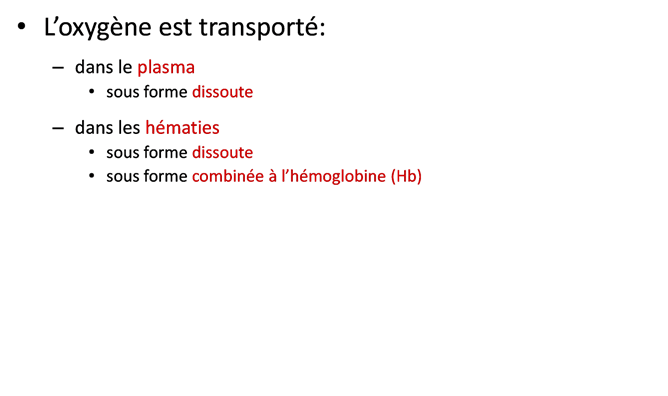 • L'oxygène est transporté:
– dans le plasma
• sous forme dissoute
– dans les hématies
• sous forme dissoute
• sous forme combinée à l'hémoglobine (Hb)